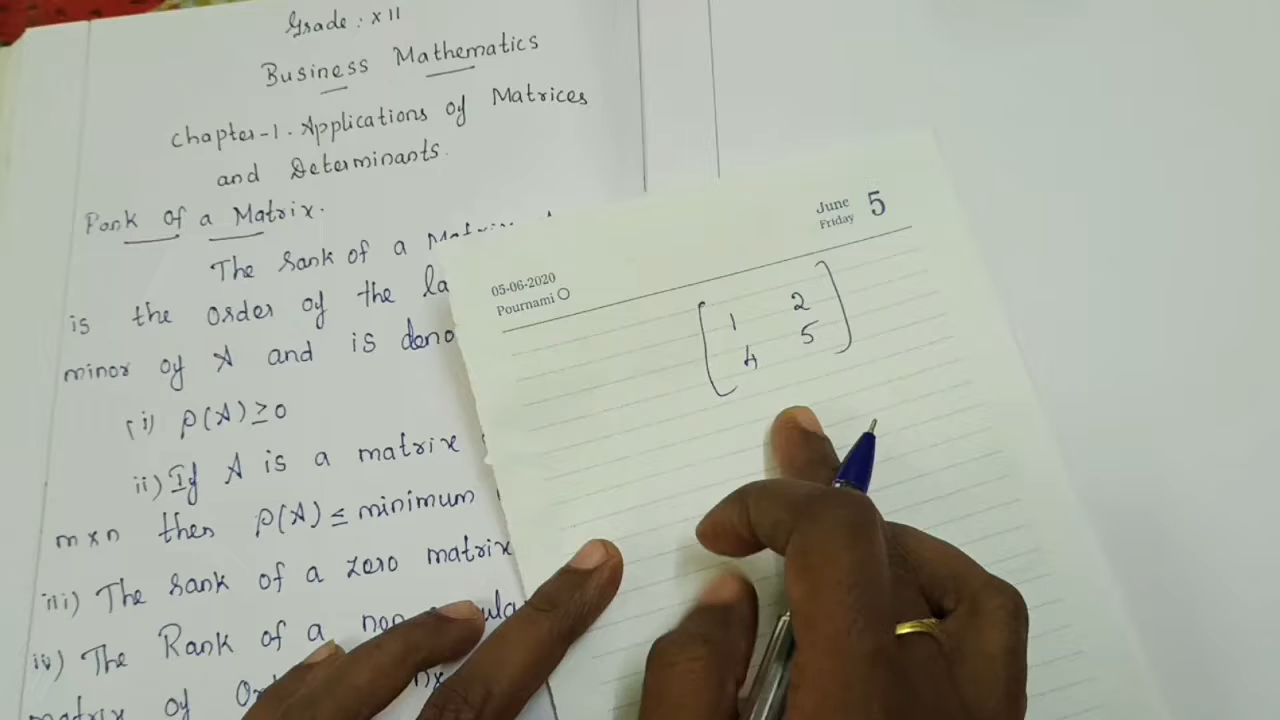 Grade: XII
Business Mathematics
Chapter-1. Applications of Matrices
and Determinants.
Rank of a Matrix.
The rank of a
is the order of the
minor of A and is
(i) ρ(A) ≥ 0
ii) If A is a matrix
m×n then ρ(A) ≤ minimum
iii) The rank of a zero matrix
iv) The Rank of a
matrix of
05-06-2020
Pournami O
June
Friday 5
1 2
4 5